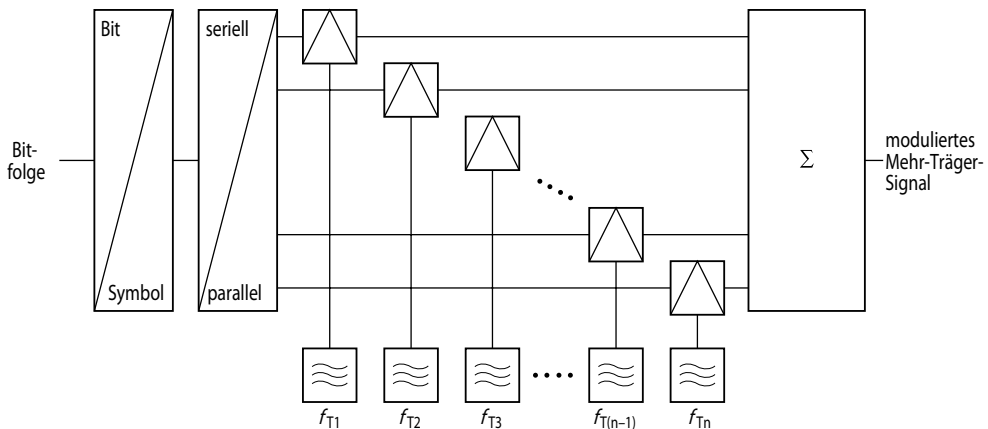 Bit
seriell
Bit-
folge
Σ
moduliertes
Mehr-Träger-
Signal
Symbol
parallel
fT1
fT2
fT3
fT(n–1)
fTn